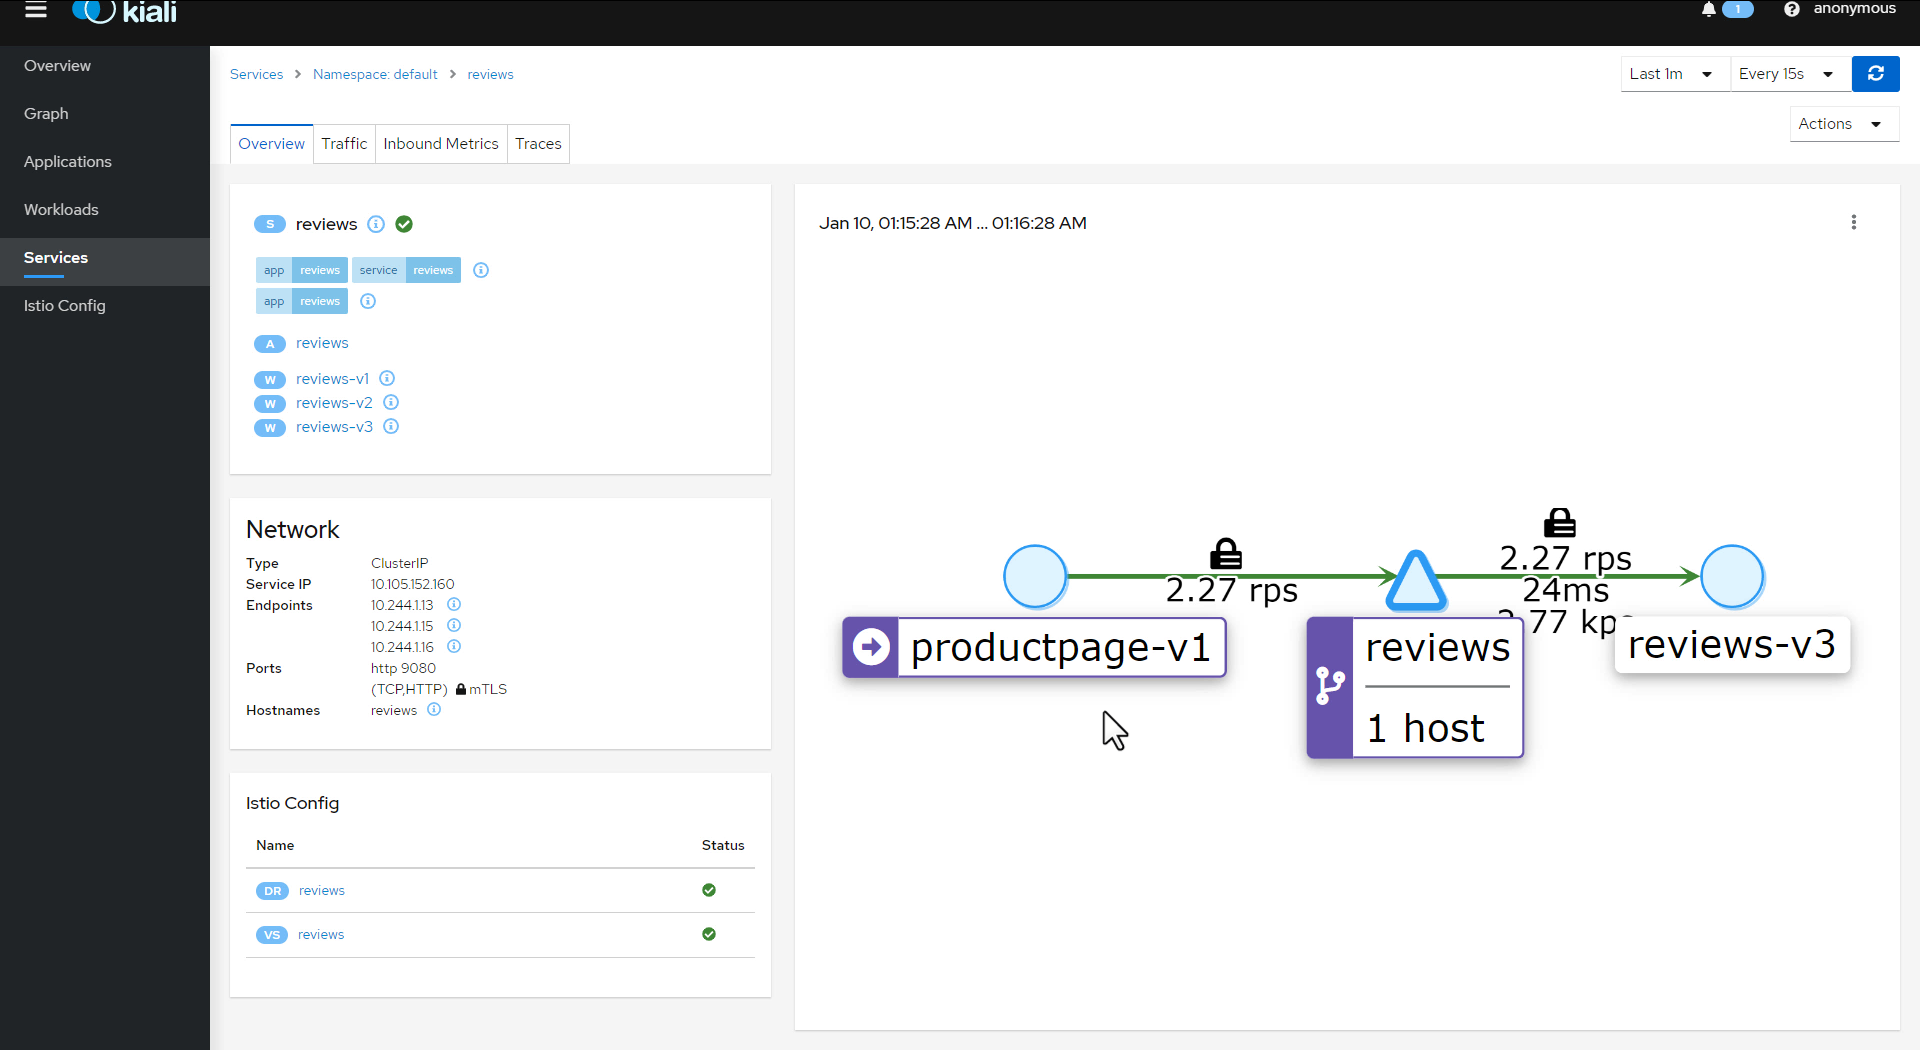 kiali
1
anonymous
Overview
Graph
Applications
Workloads
Services
Istio Config
Services > Namespace: default > reviews
Last 1m
Every 15s
Actions
Overview Traffic Inbound Metrics Traces
S reviews
app reviews service reviews
app reviews
A reviews
W reviews-v1
W reviews-v2
W reviews-v3
Network
Type ClusterIP
Service IP 10.105.152.160
Endpoints 10.244.1.13
10.244.1.15
10.244.1.16
Ports http 9080
(TCP,HTTP) mTLS
Hostnames reviews
Istio Config
Name Status
DR reviews
VS reviews
Jan 10, 01:15:28 AM ... 01:16:28 AM
2.27 rps
2.27 rps
24ms
productpage-v1
reviews
1 host
reviews-v3